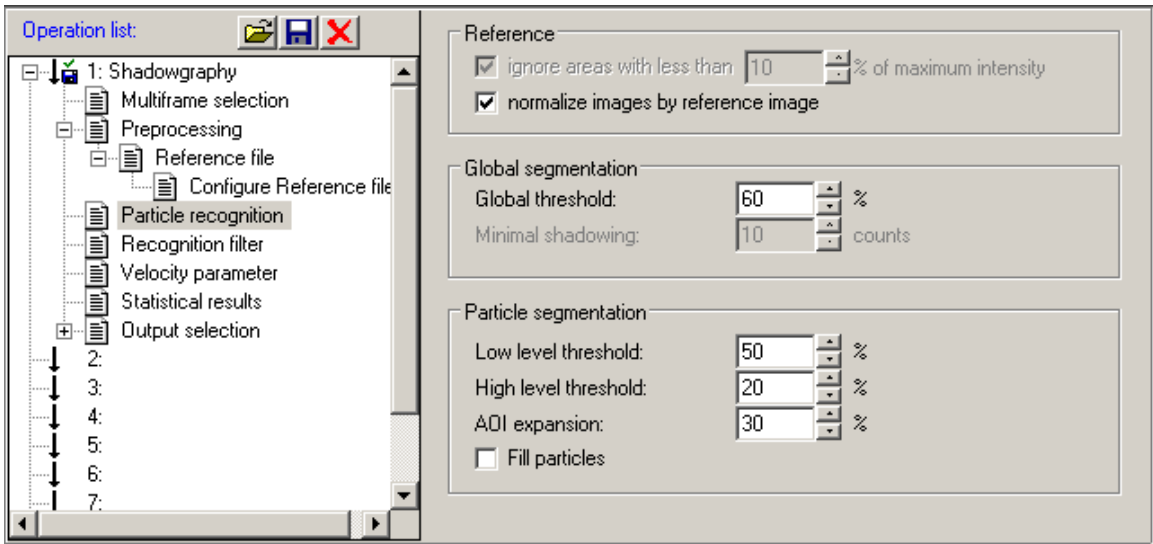 Operation list:
1: Shadowgraphy
Multiframe selection
Preprocessing
Reference file
Configure Reference file
Particle recognition
Recognition filter
Velocity parameter
Statistical results
Output selection
2:
3:
4:
5:
6:
7:
Reference
ignore areas with less than 10 % of maximum intensity
normalize images by reference image
Global segmentation
Global threshold: 60 %
Minimal shadowing: 10 counts
Particle segmentation
Low level threshold: 50 %
High level threshold: 20 %
AOI expansion: 30 %
Fill particles